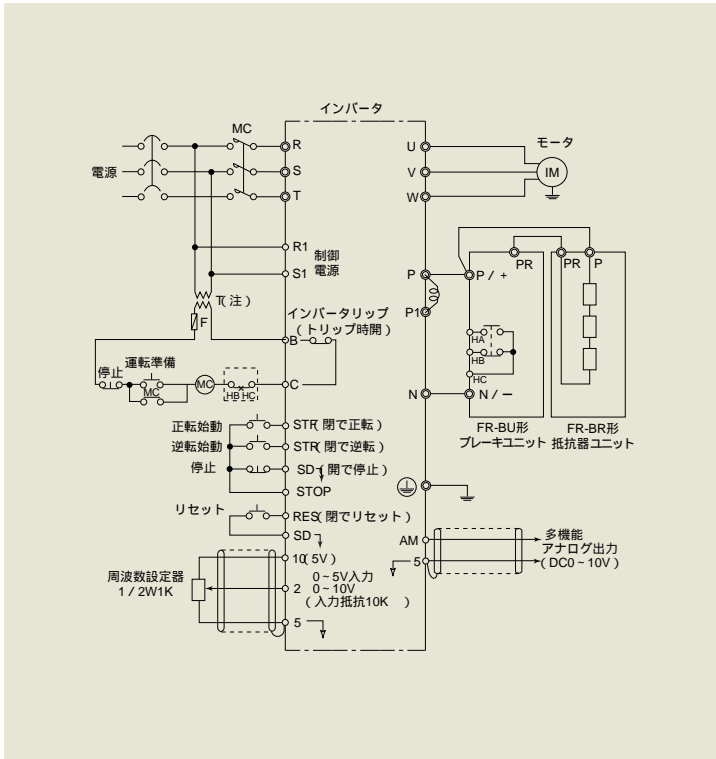 インバータ
MC
モータ
R
U
電源
S
V
IM
T
W
R1
制御
電源
S1
PR
PR
P
P
P / +
T(注)
P1
F
インバータリップ
(トリップ時開)
B
HA
HB
HC
運転準備
停止
MC
MC
HB HC
C
N
N / −
FR-BU形
ブレーキユニット
FR-BR形
抵抗器ユニット
正転始動
STF(閉で正転)
逆転始動
STR(閉で逆転)
停止
SD(開で停止)
STOP
リセット
RES(閉でリセット)
SD
AM
多機能
アナログ出力
(DC0~10V)
5
10(5V)
周波数設定器
1/2W1K
2
0~5V入力
0~10V
(入力抵抗10K )
5